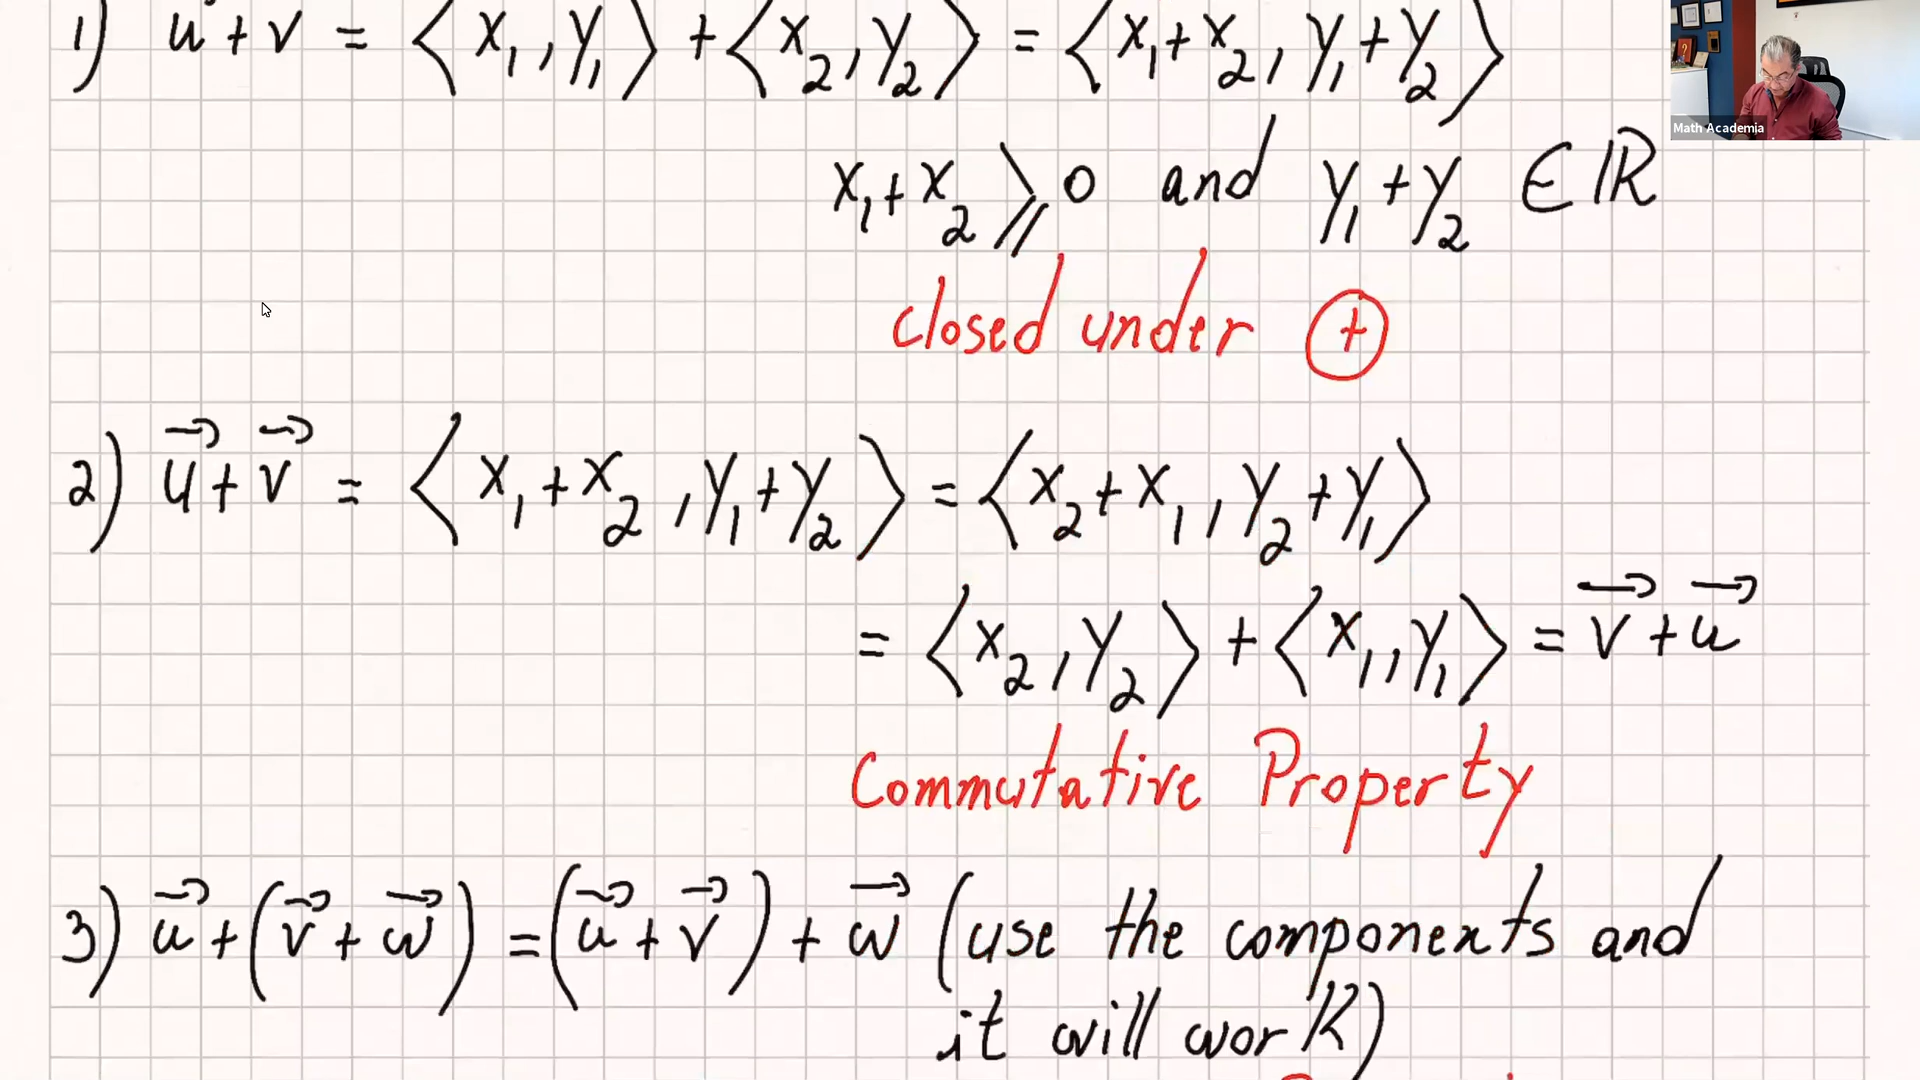 1) u+v = ⟨x₁,y₁⟩ + ⟨x₂,y₂⟩ = ⟨x₁+x₂, y₁+y₂⟩
Math Academia
x₁+x₂ ⩾ 0 and y₁+y₂ ∈ ℝ
closed under ⊕
2) u⃗+v⃗ = ⟨x₁+x₂, y₁+y₂⟩ = ⟨x₂+x₁, y₂+y₁⟩
= ⟨x₂,y₂⟩ + ⟨x₁,y₁⟩ = v⃗+u⃗
Commutative Property
3) u⃗+(v⃗+w⃗) = (u⃗+v⃗)+w⃗ (use the components and
it will work)